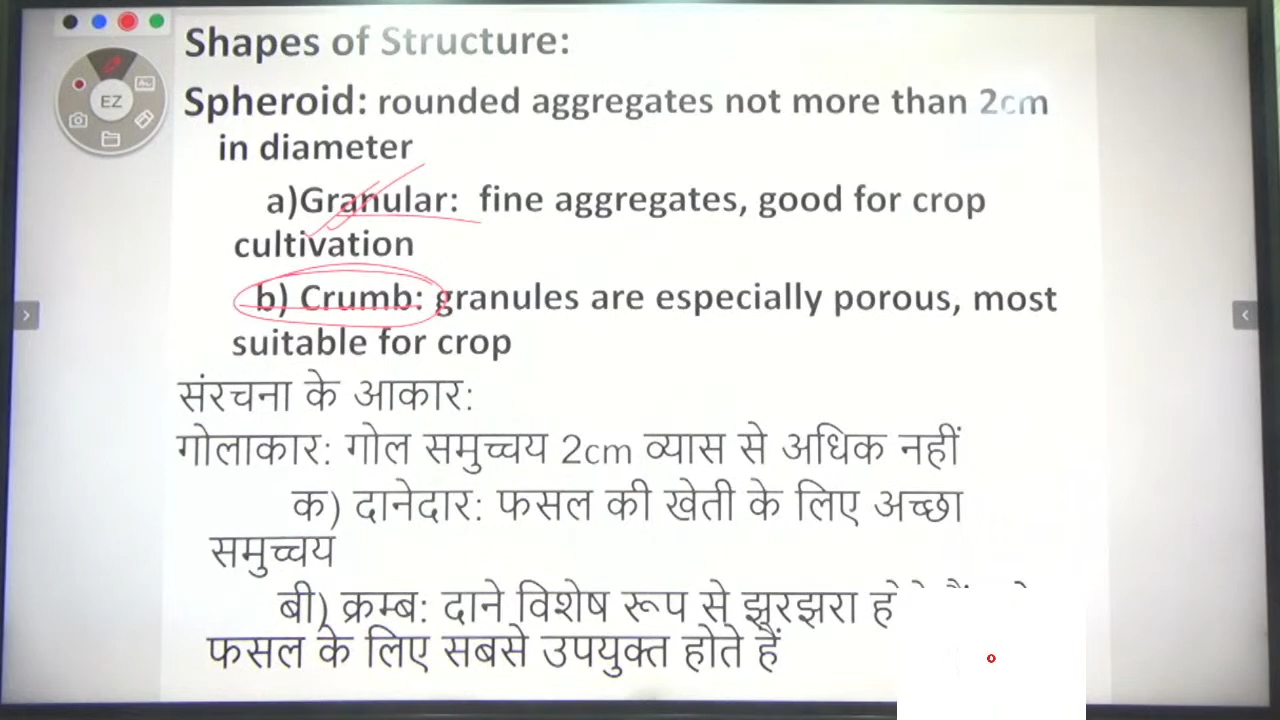 EZ
Shapes of Structure:
Spheroid: rounded aggregates not more than 2cm
in diameter
a)Granular: fine aggregates, good for crop
cultivation
b) Crumb: granules are especially porous, most
suitable for crop
संरचना के आकार:
गोलाकार: गोल समुच्चय 2cm व्यास से अधिक नहीं
क) दानेदार: फसल की खेती के लिए अच्छा
समुच्चय
बी) क्रम्ब: दाने विशेष रूप से झुरझरा
फसल के लिए सबसे उपयुक्त होते हैं